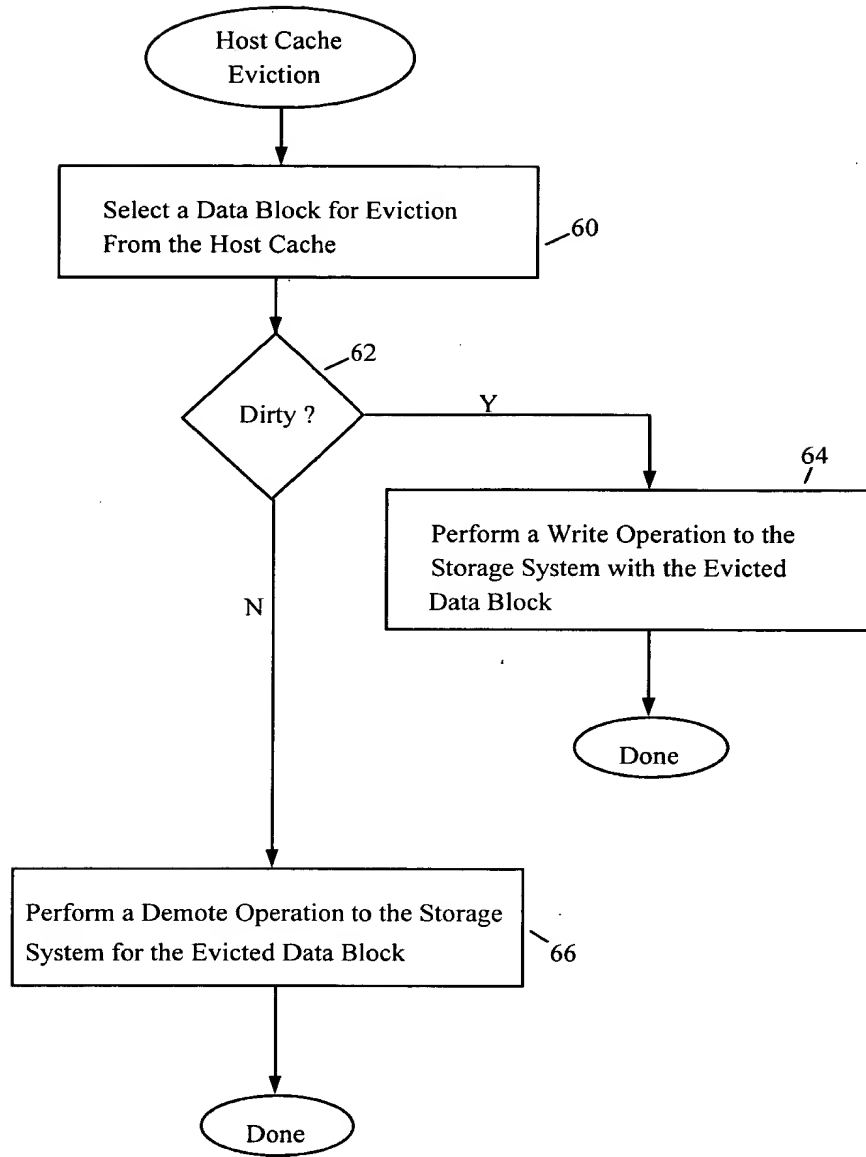 Host Cache
Eviction
Select a Data Block for Eviction
From the Host Cache
60
62
Dirty ?
Y
64
Perform a Write Operation to the
Storage System with the Evicted
Data Block
N
Done
Perform a Demote Operation to the Storage
System for the Evicted Data Block
66
Done